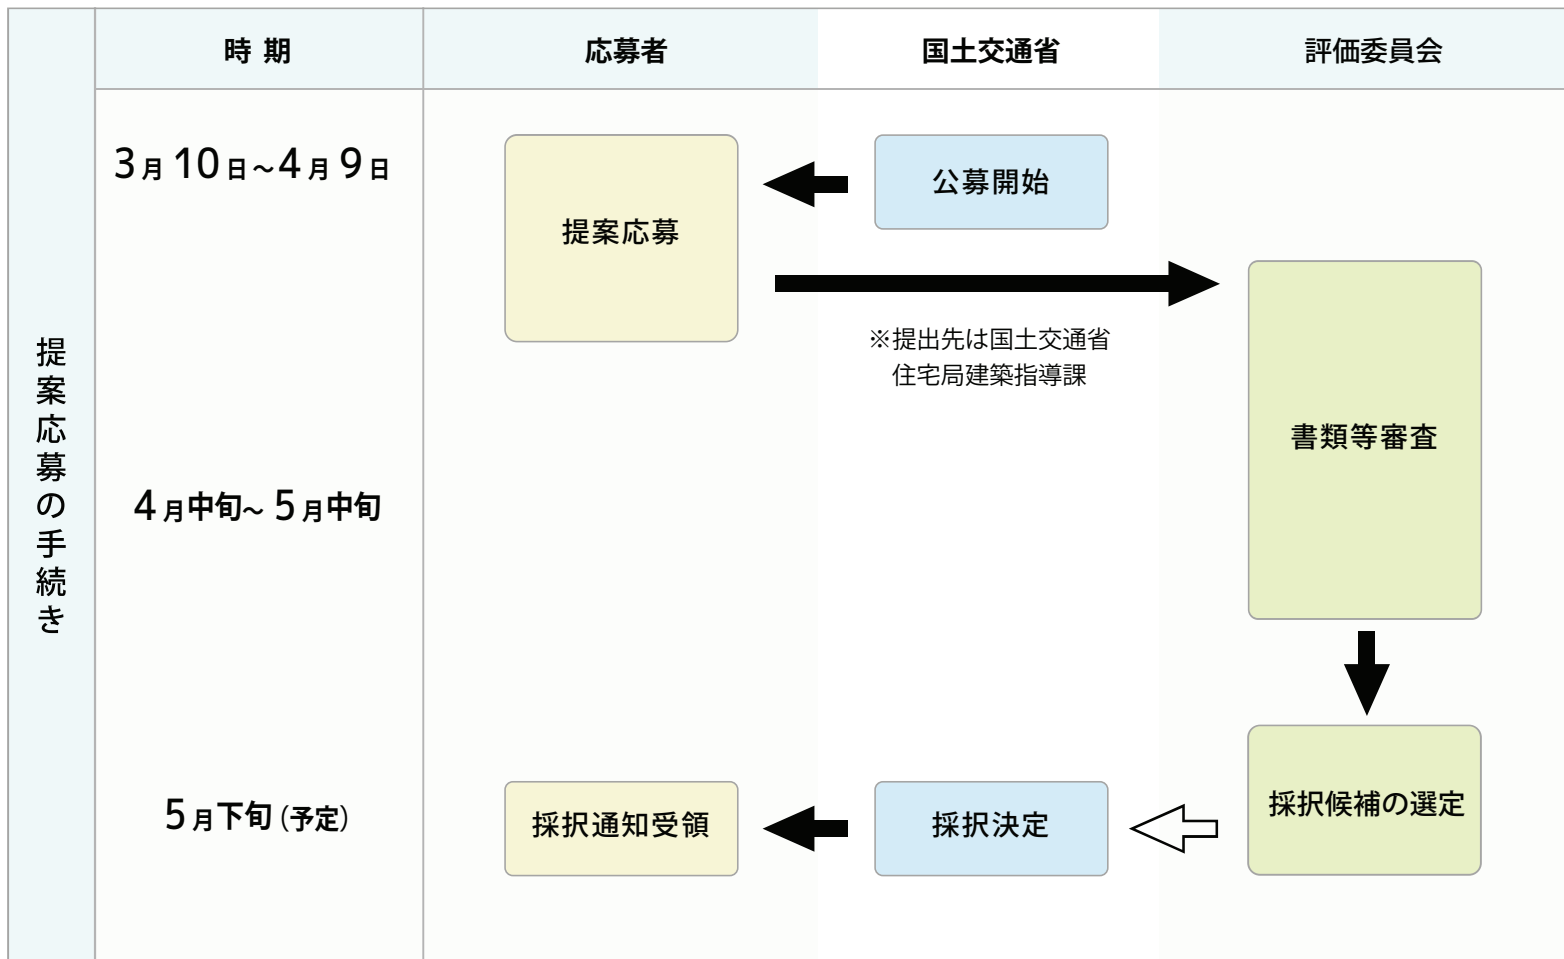 時 期
応募者
国土交通省
評価委員会
提案応募の手続き
3月10日～4月9日
提案応募
公募開始
※提出先は国土交通省
住宅局建築指導課
書類等審査
4月中旬～ 5月中旬
5月下旬（予定）
採択通知受領
採択決定
採択候補の選定